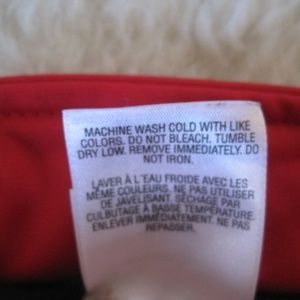 MACHINE WASH COLD WITH LIKE
COLORS. DO NOT BLEACH. TUMBLE
DRY LOW. REMOVE IMMEDIATELY. DO
NOT IRON.
LAVER À L'EAU FROIDE AVEC LES
MÊME COULEURS. NE PAS UTILISER
DE JAVELISANT. SÉCHAGE PAR
CULBUTAGE À BASSE TEMPÉRATURE.
ENLEVER IMMÉDIATEMENT. NE PAS
REPASSER.